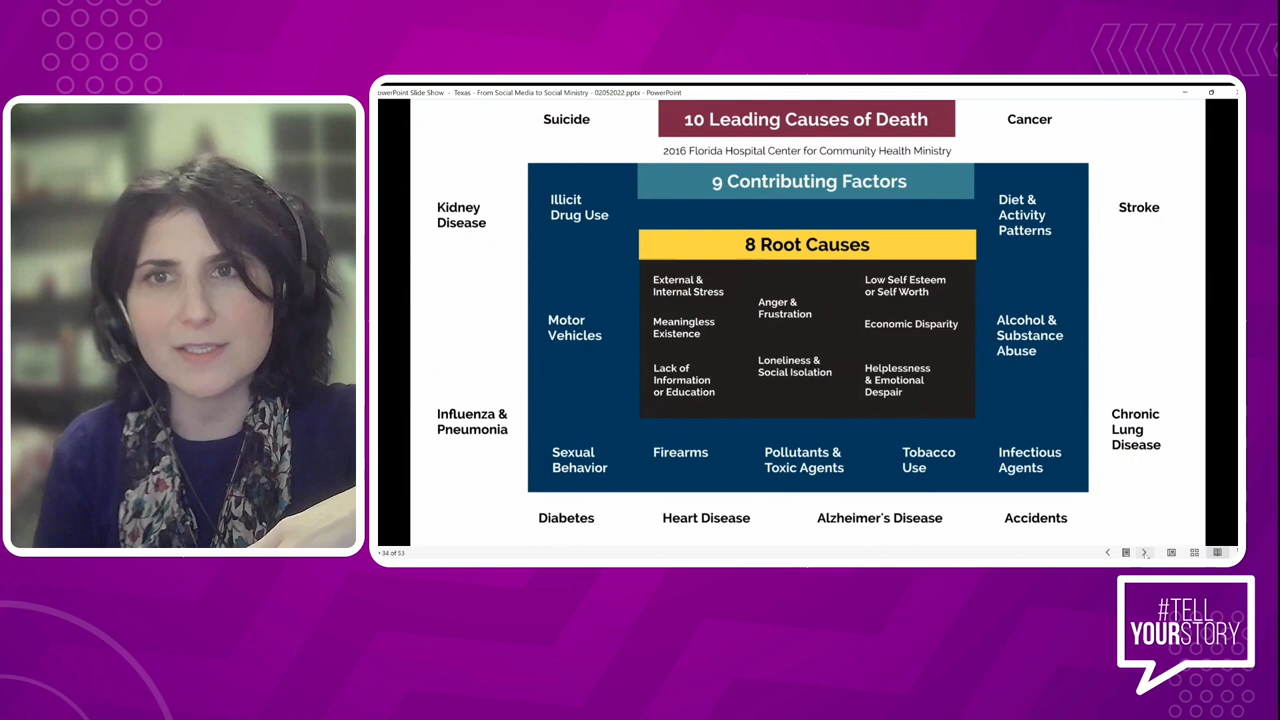 owerPoint Slide Show - Texas - From Social Media to Social Ministry - 02052022.pptx - PowerPoint
Suicide
10 Leading Causes of Death
Cancer
2016 Florida Hospital Center for Community Health Ministry
9 Contributing Factors
Kidney
Disease
Illicit
Drug Use
Diet &
Activity
Patterns
Stroke
8 Root Causes
External &
Internal Stress
Anger &
Frustration
Low Self Esteem
or Self Worth
Motor
Vehicles
Meaningless
Existence
Economic Disparity
Alcohol &
Substance
Abuse
Lack of
Information
or Education
Loneliness &
Social Isolation
Helplessness
& Emotional
Despair
Influenza &
Pneumonia
Chronic
Lung
Disease
Sexual
Behavior
Firearms
Pollutants &
Toxic Agents
Tobacco
Use
Infectious
Agents
Diabetes
Heart Disease
Alzheimer's Disease
Accidents
34 of 53
#TELL
YOURSTORY